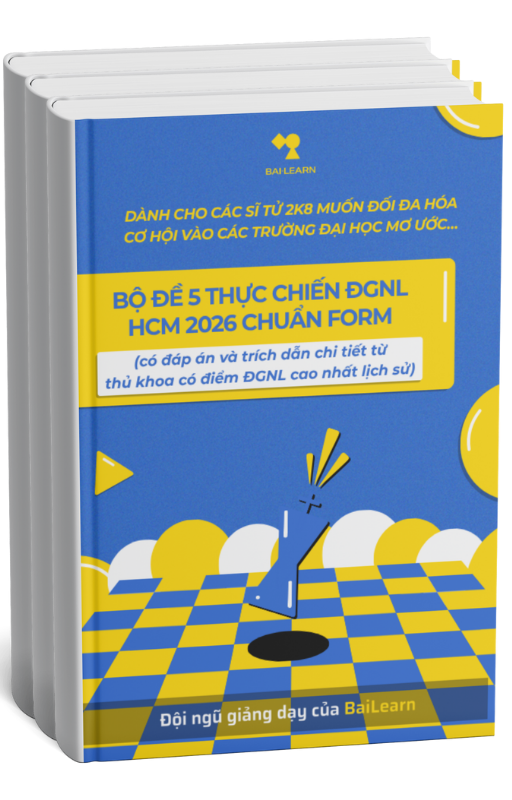 BAI·LEARN
DÀNH CHO CÁC SĨ TỬ 2K8 MUỐN ĐỐI ĐA HÓA
CƠ HỘI VÀO CÁC TRƯỜNG ĐẠI HỌC MƠ ƯỚC...
BỘ ĐỀ 5 THỰC CHIẾN ĐGNL
HCM 2026 CHUẨN FORM
(có đáp án và trích dẫn chi tiết từ
thủ khoa có điểm ĐGNL cao nhất lịch sử)
Đội ngũ giảng dạy của BaiLearn